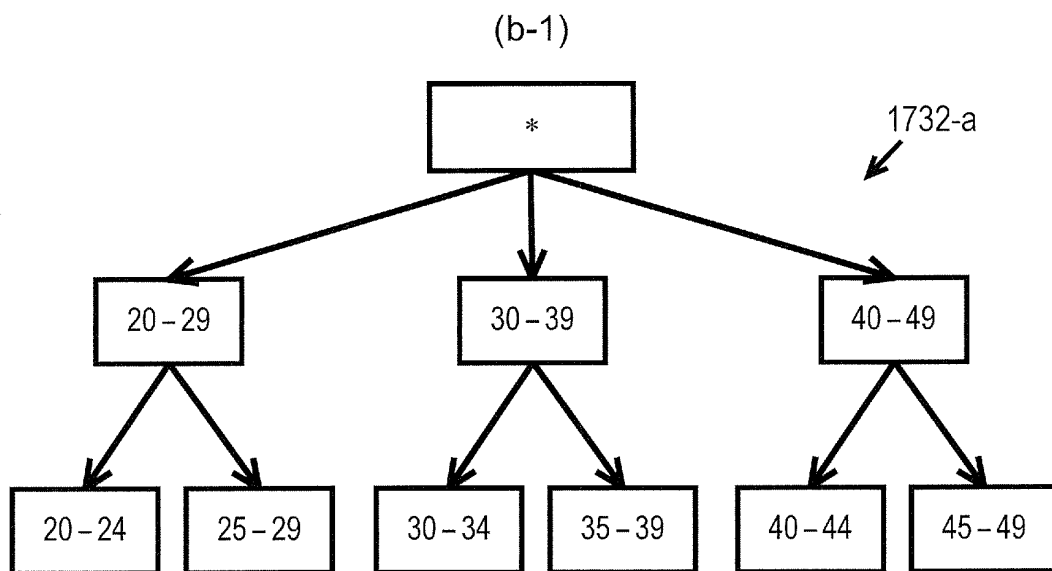 (b-1)
*
1732-a
20 – 29
30 – 39
40 – 49
20 – 24
25 – 29
30 – 34
35 – 39
40 – 44
45 – 49